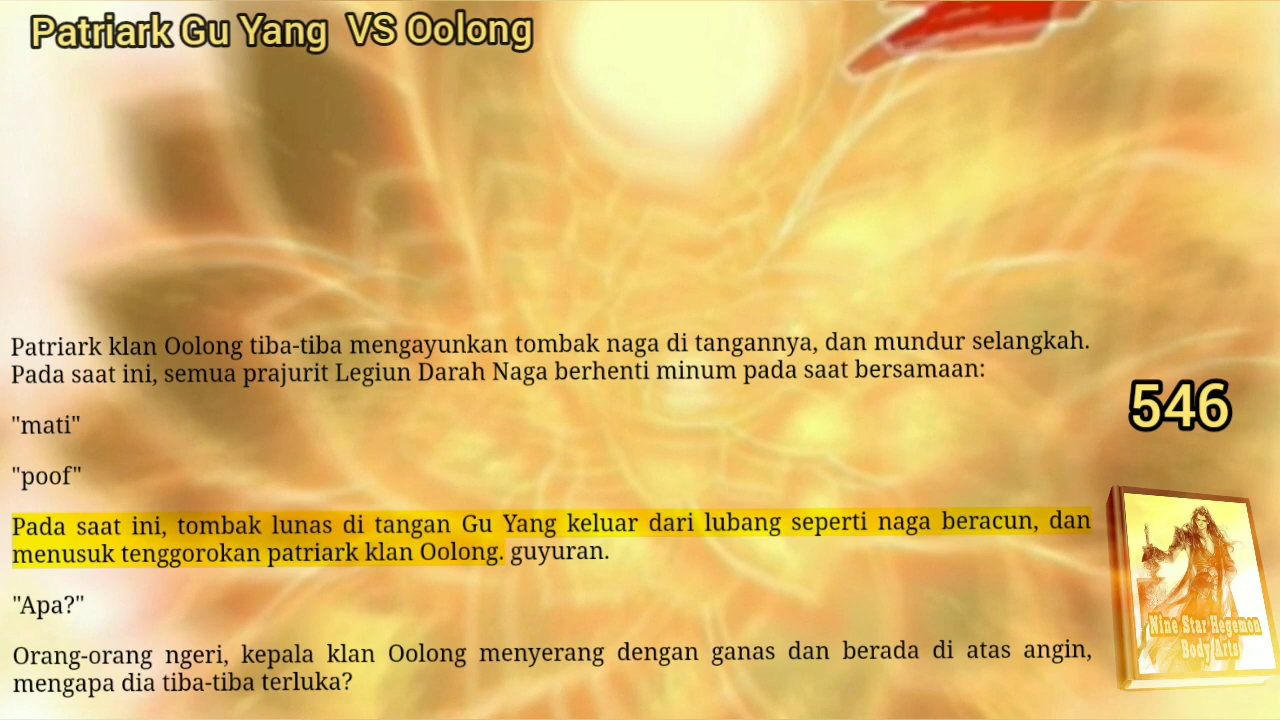 Patriark Gu Yang VS Oolong
Patriark klan Oolong tiba-tiba mengayunkan tombak naga di tangannya, dan mundur selangkah.
Pada saat ini, semua prajurit Legiun Darah Naga berhenti minum pada saat bersamaan:
"mati"
"poof"
Pada saat ini, tombak lunas di tangan Gu Yang keluar dari lubang seperti naga beracun, dan
menusuk tenggorokan patriark klan Oolong. guyuran.
"Apa?"
Orang-orang ngeri, kepala klan Oolong menyerang dengan ganas dan berada di atas angin,
mengapa dia tiba-tiba terluka?
546
Nine Star Hegemon
Body Arts